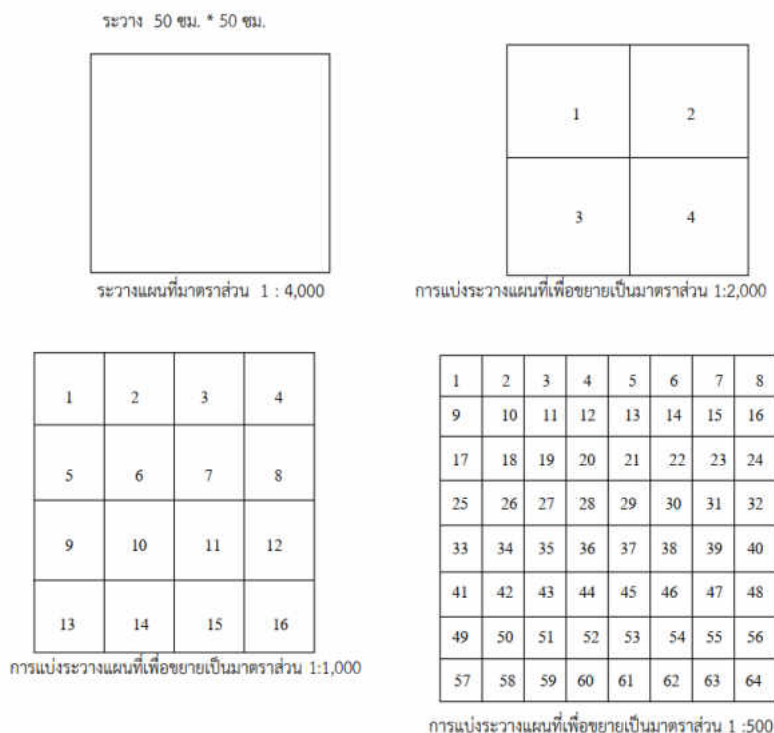 ระวาง 50 ซม. * 50 ซม.
ระวางแผนที่มาตราส่วน 1 : 4,000
1 2
3 4
การแบ่งระวางแผนที่เพื่อขยายเป็นมาตราส่วน 1:2,000
1 2 3 4
5 6 7 8
9 10 11 12
13 14 15 16
การแบ่งระวางแผนที่เพื่อขยายเป็นมาตราส่วน 1:1,000
1 2 3 4 5 6 7 8
9 10 11 12 13 14 15 16
17 18 19 20 21 22 23 24
25 26 27 28 29 30 31 32
33 34 35 36 37 38 39 40
41 42 43 44 45 46 47 48
49 50 51 52 53 54 55 56
57 58 59 60 61 62 63 64
การแบ่งระวางแผนที่เพื่อขยายเป็นมาตราส่วน 1 :500